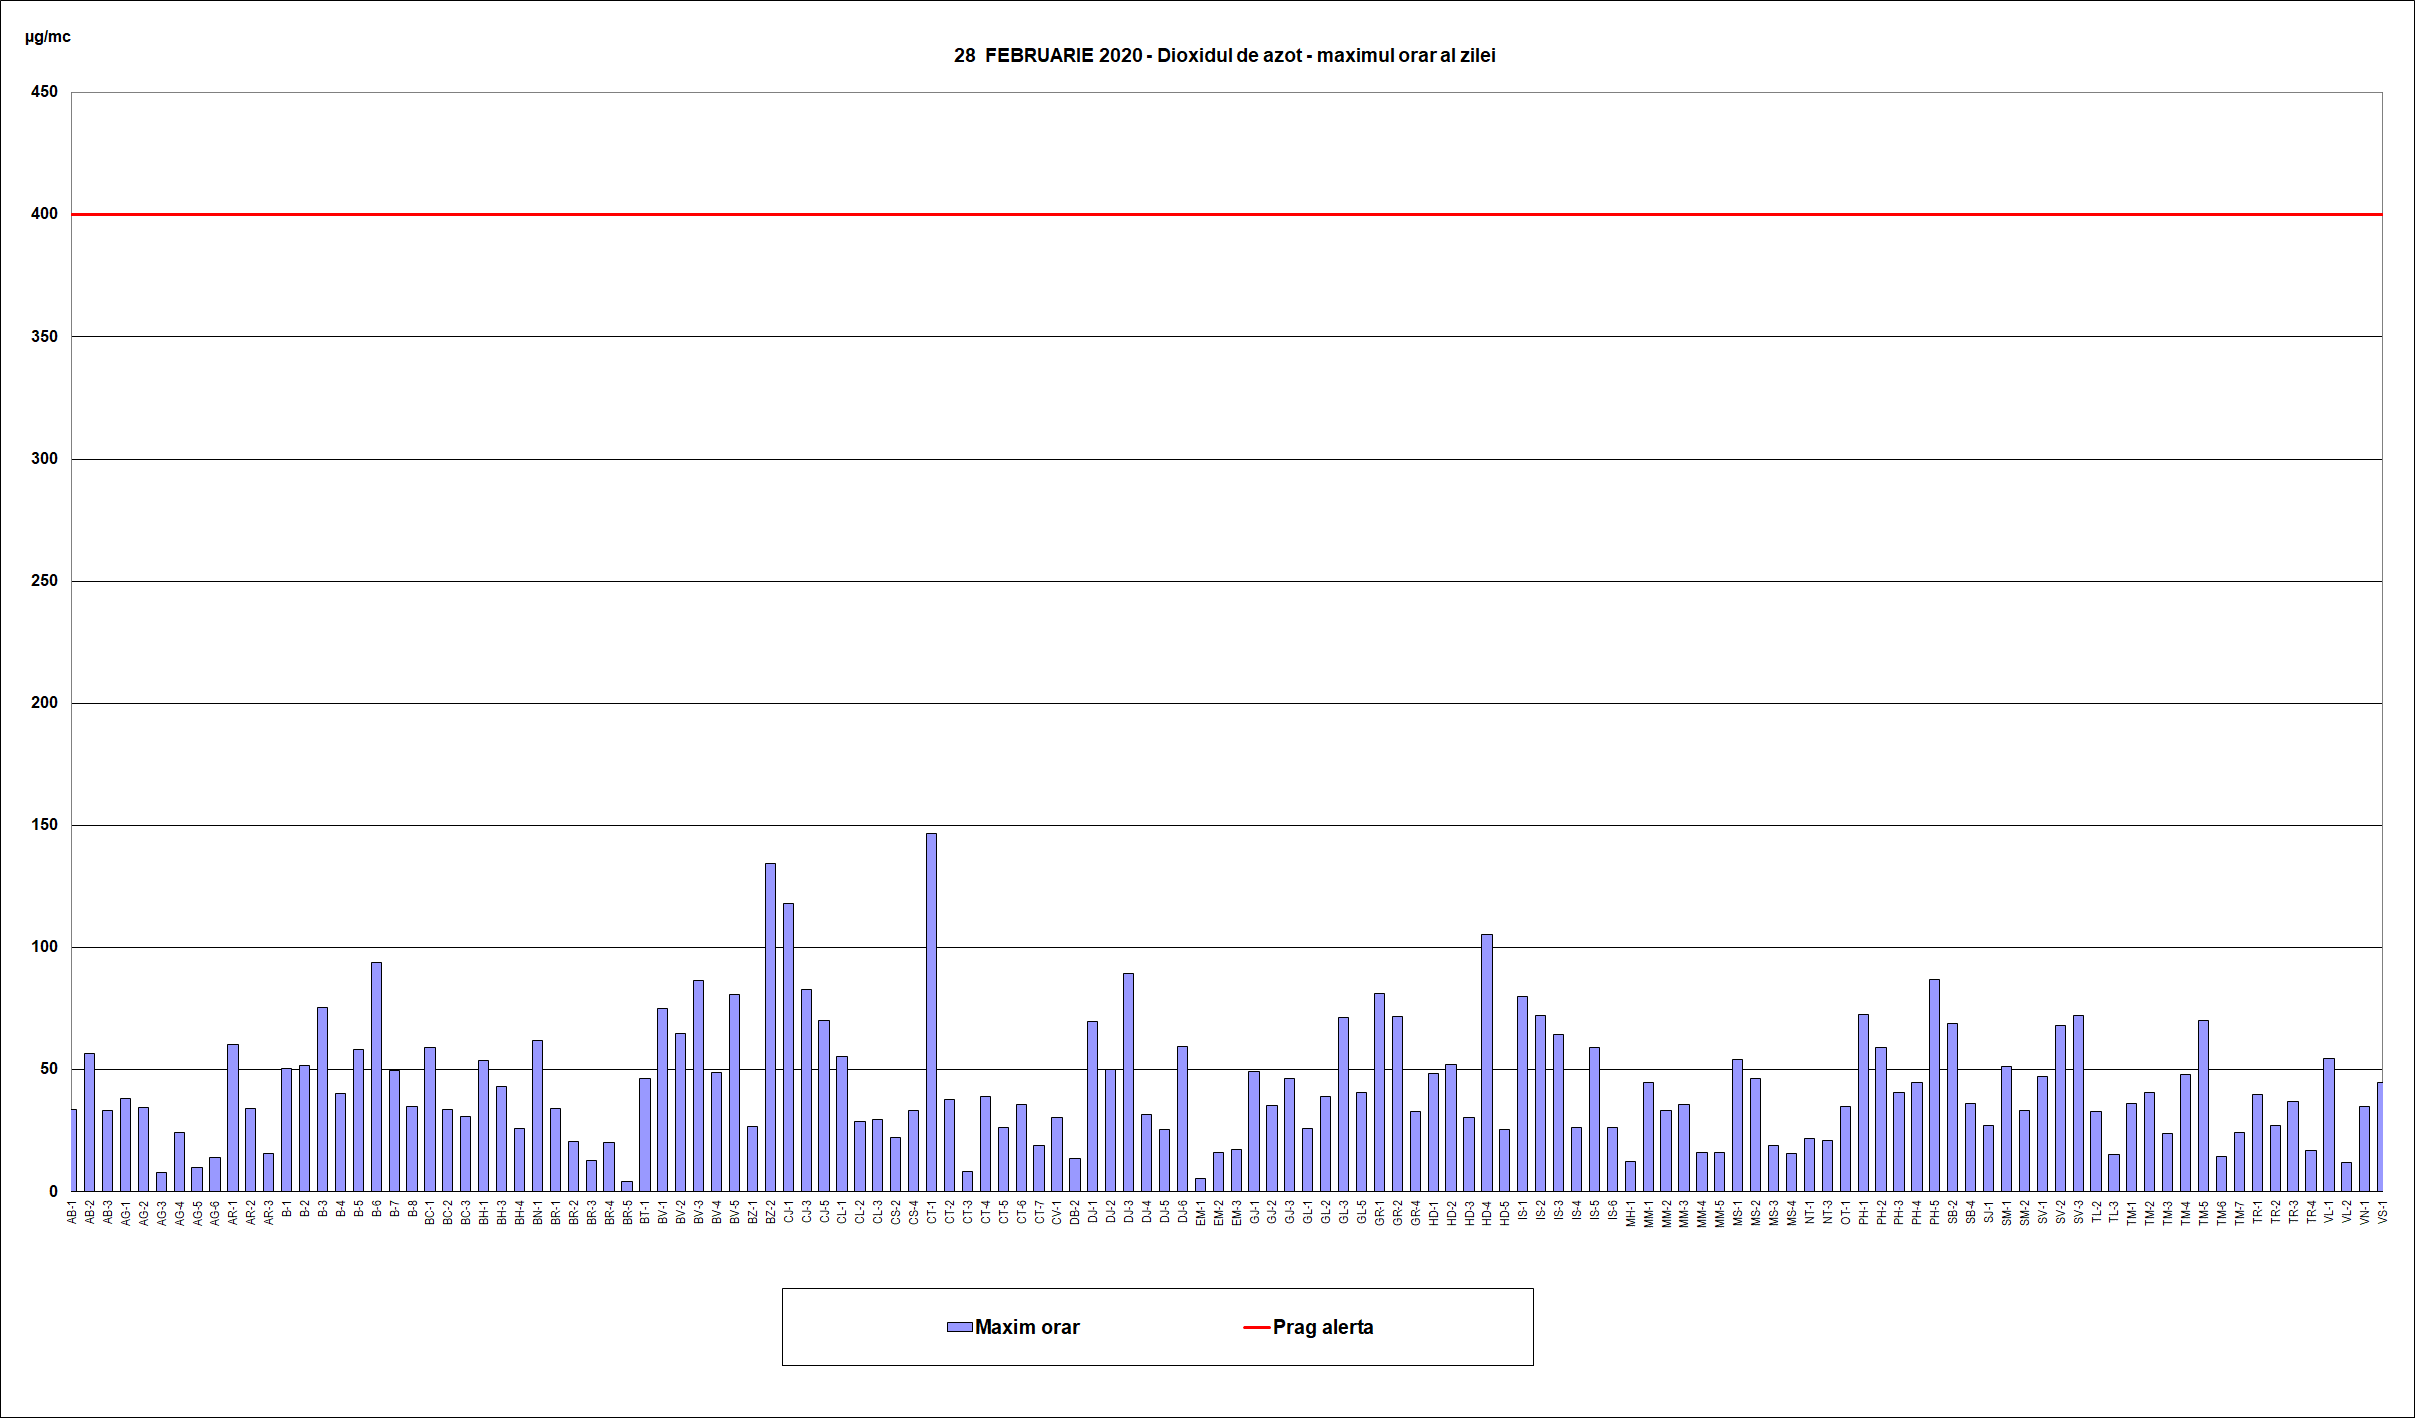 µg/mc
28 FEBRUARIE 2020 - Dioxidul de azot - maximul orar al zilei
450
400
350
300
250
200
150
100
50
0
AB-1 AB-2 AB-3 AG-1 AG-2 AG-3 AG-4 AG-5 AG-6 AR-1 AR-2 AR-3 B-1 B-2 B-3 B-4 B-5 B-6 B-7 B-8 BC-1 BC-2 BC-3 BH-1 BH-3 BH-4 BN-1 BR-1 BR-2 BR-3 BR-4 BR-5 BT-1 BV-1 BV-2 BV-3 BV-4 BV-5 BZ-1 BZ-2 CJ-1 CJ-3 CJ-5 CL-1 CL-2 CL-3 CS-2 CS-4 CT-1 CT-2 CT-3 CT-4 CT-5 CT-6 CT-7 CV-1 DB-2 DJ-1 DJ-2 DJ-3 DJ-4 DJ-5 DJ-6 EM-1 EM-2 EM-3 GJ-1 GJ-2 GJ-3 GL-1 GL-2 GL-3 GL-5 GR-1 GR-2 GR-4 HD-1 HD-2 HD-3 HD-4 HD-5 IS-1 IS-2 IS-3 IS-4 IS-5 IS-6 MH-1 MM-1 MM-2 MM-3 MM-4 MM-5 MS-1 MS-2 MS-3 MS-4 NT-1 NT-3 OT-1 PH-1 PH-2 PH-3 PH-4 PH-5 SB-2 SB-4 SJ-1 SM-1 SM-2 SV-1 SV-2 SV-3 TL-2 TL-3 TM-1 TM-2 TM-3 TM-4 TM-5 TM-6 TM-7 TR-1 TR-2 TR-3 TR-4 VL-1 VL-2 VN-1 VS-1
Maxim orar
Prag alerta